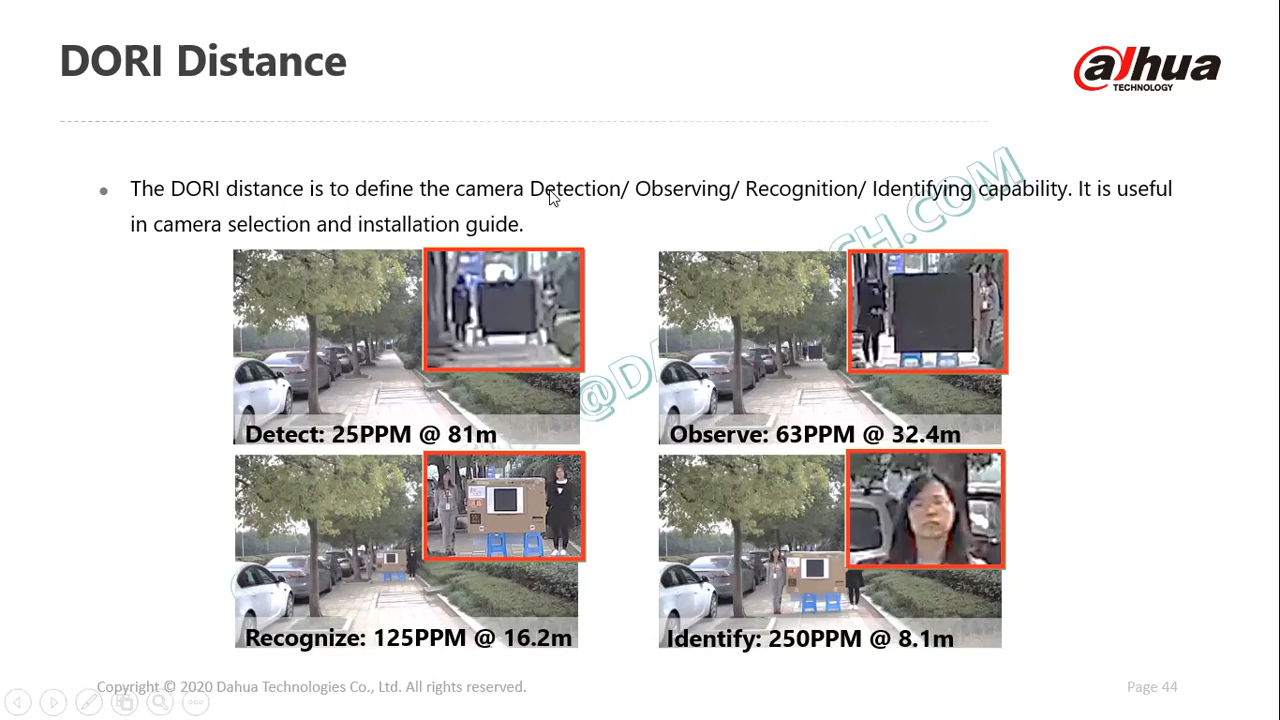 DORI Distance
alhua
TECHNOLOGY
The DORI distance is to define the camera Detection/ Observing/ Recognition/ Identifying capability. It is useful
in camera selection and installation guide.
Detect: 25PPM @ 81m
Observe: 63PPM @ 32.4m
Recognize: 125PPM @ 16.2m
Identify: 250PPM @ 8.1m
Copyright © 2020 Dahua Technologies Co., Ltd. All rights reserved.
Page 44